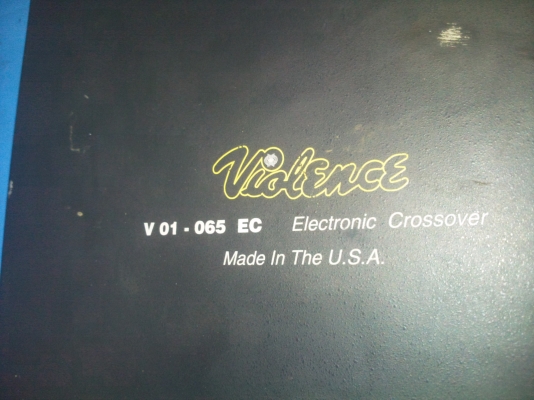 Violence
V 01 - 065 EC Electronic Crossover
Made In The U.S.A.